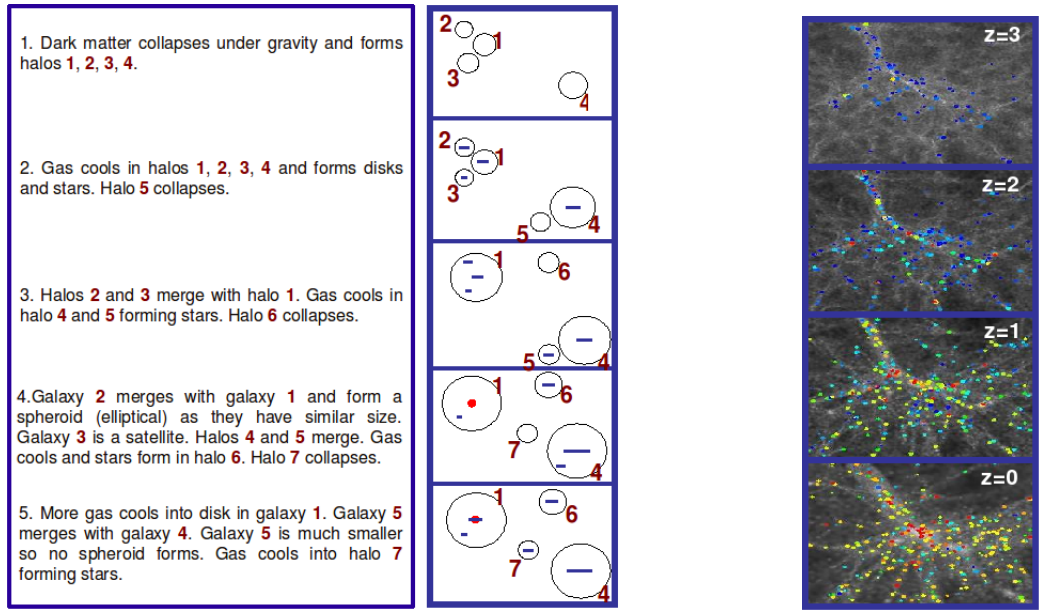 1. Dark matter collapses under gravity and forms
halos 1, 2, 3, 4.
2. Gas cools in halos 1, 2, 3, 4 and forms disks
and stars. Halo 5 collapses.
3. Halos 2 and 3 merge with halo 1. Gas cools in
halo 4 and 5 forming stars. Halo 6 collapses.
4.Galaxy 2 merges with galaxy 1 and form a
spheroid (elliptical) as they have similar size.
Galaxy 3 is a satellite. Halos 4 and 5 merge. Gas
cools and stars form in halo 6. Halo 7 collapses.
5. More gas cools into disk in galaxy 1. Galaxy 5
merges with galaxy 4. Galaxy 5 is much smaller
so no spheroid forms. Gas cools into halo 7
forming stars.
2
1
3
4
2
1
3
5
4
1
6
5
4
1
6
7
4
1
6
7
4
z=3
z=2
z=1
z=0